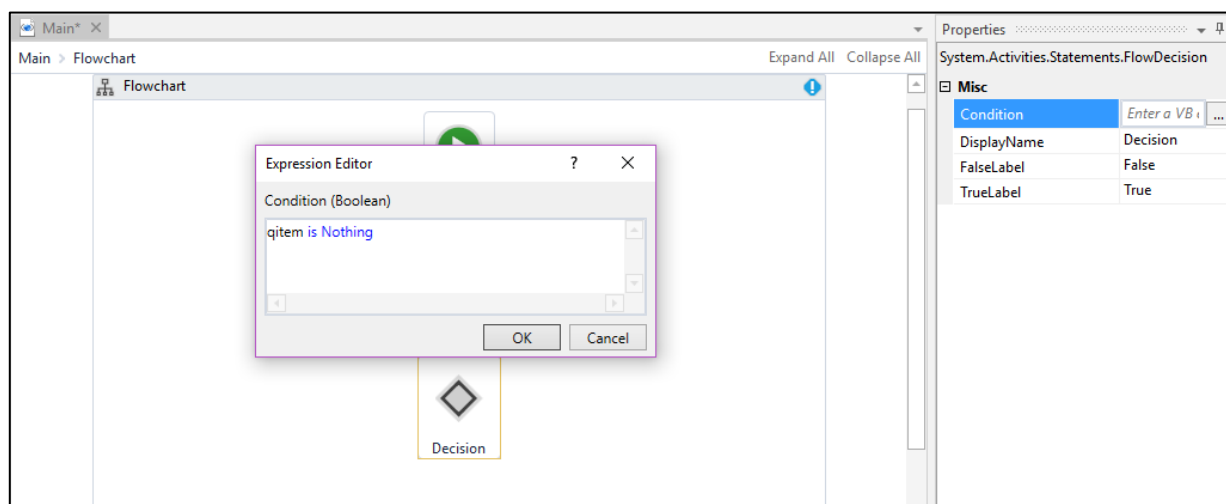 Main*
Main > Flowchart
Expand All Collapse All
Flowchart
Expression Editor
?
Condition (Boolean)
qitem is Nothing
OK Cancel
Decision
Properties
System.Activities.Statements.FlowDecision
Misc
Condition Enter a VB ...
DisplayName Decision
FalseLabel False
TrueLabel True